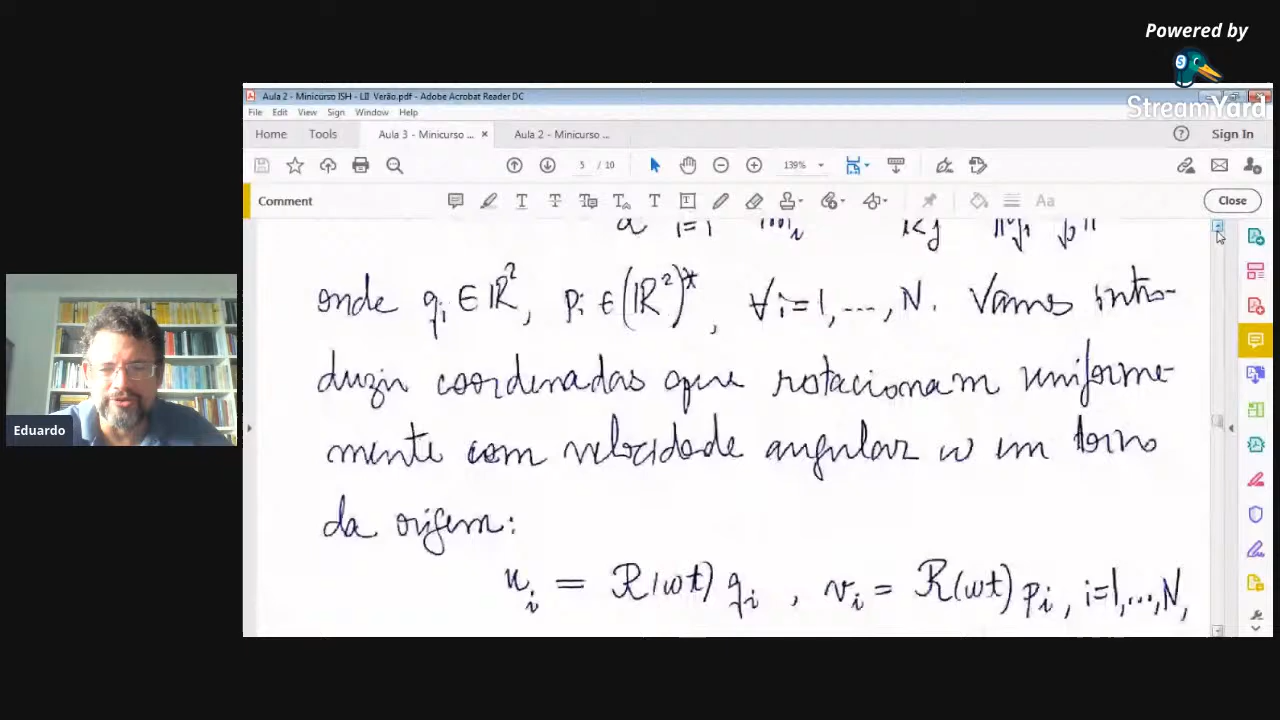 Powered by
StreamYard
Aula 2 - Minicurso ISH - LII Verão.pdf - Adobe Acrobat Reader DC
File Edit View Sign Window Help
Home Tools Aula 3 - Minicurso ... × Aula 2 - Minicurso ... Sign In
5 / 10 139%
Comment Close
onde qᵢ ∈ ℝ², pᵢ ∈ (ℝ²)*, ∀i=1,...,N. Vamos intro-
duzir coordenadas que rotacionam uniforme-
mente com velocidade angular ω em torno
da origem:
uᵢ = R(ωt) qᵢ, vᵢ = R(ωt) pᵢ, i=1,...,N,
Eduardo